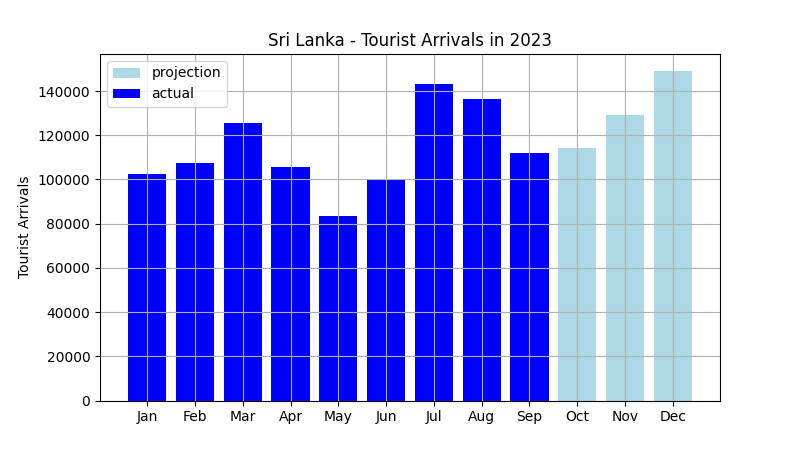 Sri Lanka - Tourist Arrivals in 2023
projection
actual
Tourist Arrivals
140000
120000
100000
80000
60000
40000
20000
0
Jan Feb Mar Apr May Jun Jul Aug Sep Oct Nov Dec